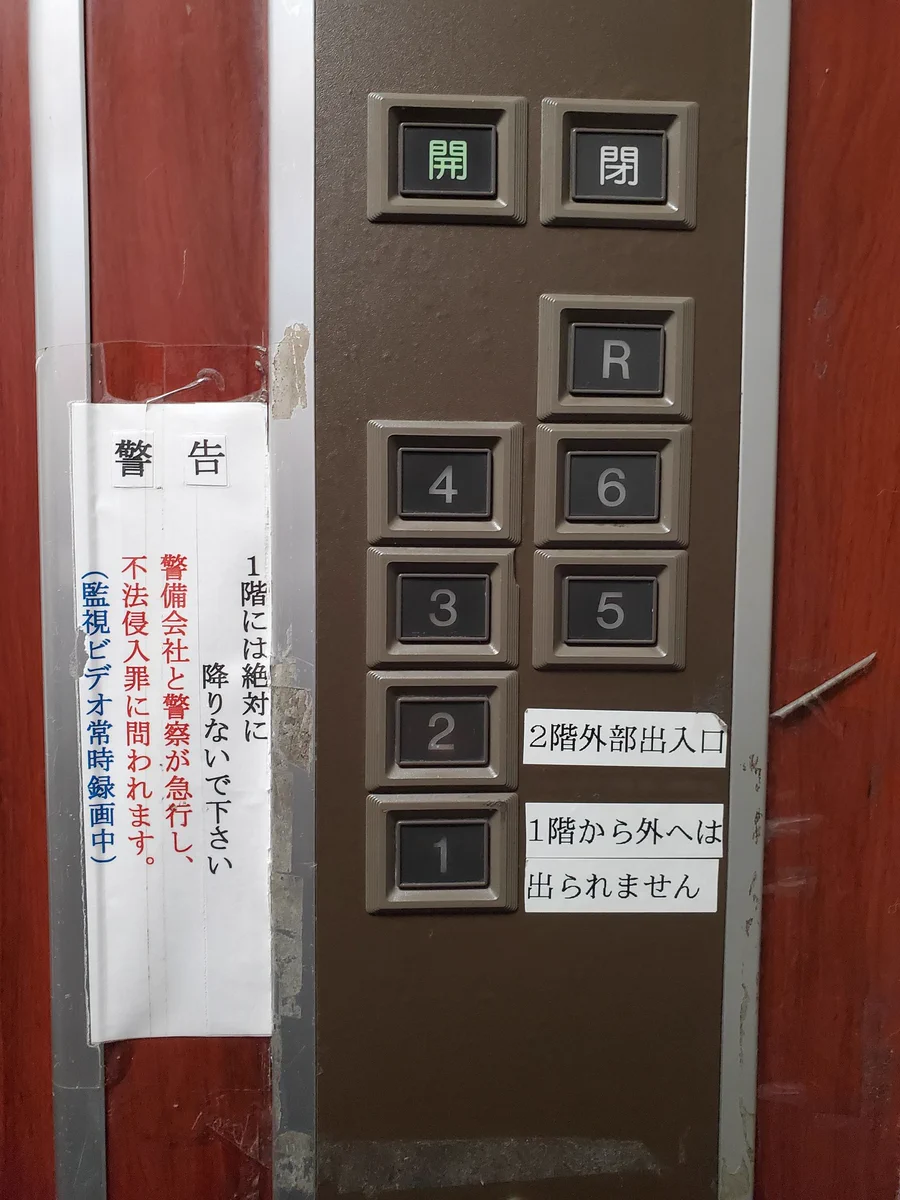 開 閉
R
4 6
3 5
2 2階外部出入口
1 1階から外へは
出られません
警告
1階には絶対に
降りないで下さい
警備会社と警察が急行し、
不法侵入罪に問われます。
(監視ビデオ常時録画中)